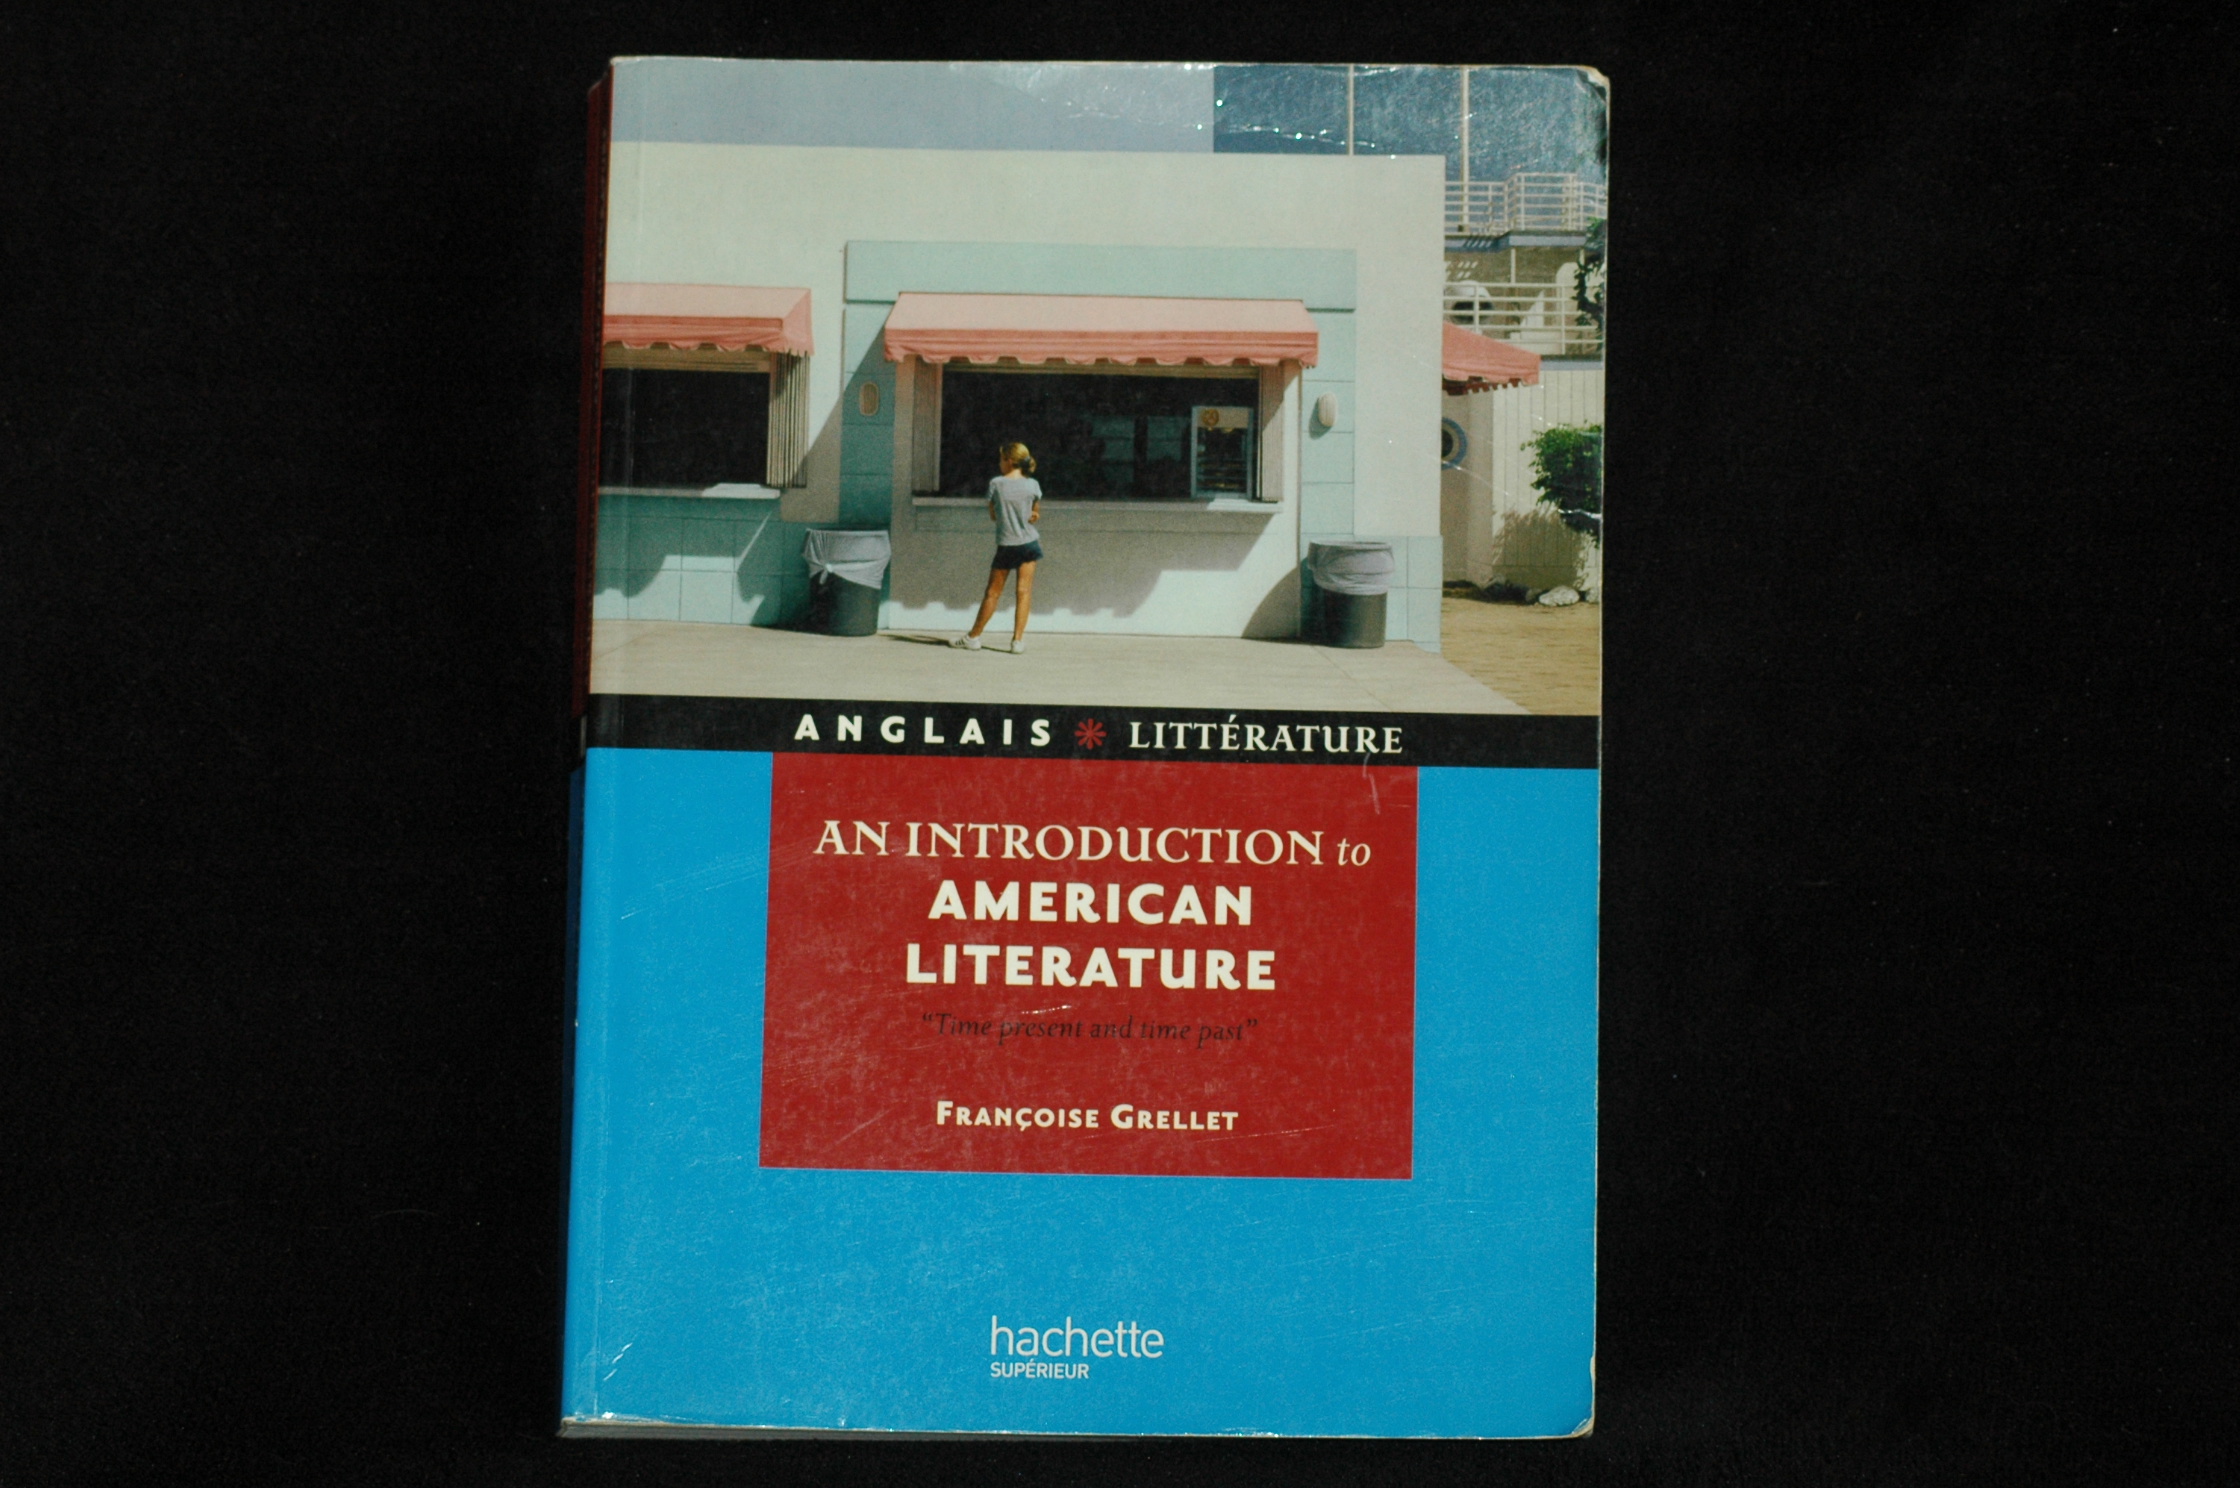 ANGLAIS * LITTÉRATURE
AN INTRODUCTION to
AMERICAN
LITERATURE
“Time present and time past”
FRANÇOISE GRELLET
hachette
SUPÉRIEUR